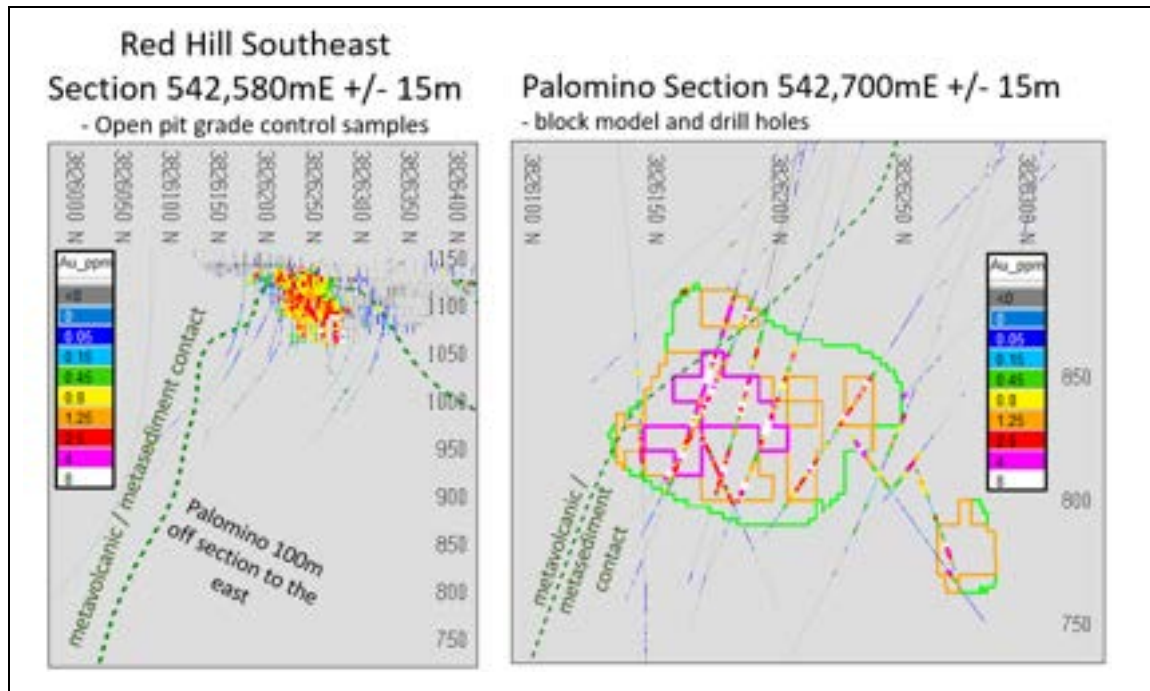 Red Hill Southeast
Section 542,580mE +/- 15m
- Open pit grade control samples
3826000 N
3826050 N
3826100 N
3826150 N
3826200 N
3826250 N
3826300 N
3826350 N
3826400 N
1150
1100
1050
1000
950
900
850
800
750
Au_ppm
<0
0
0.05
0.15
0.45
0.8
1.25
2.5
4
8
metavolcanic / metasediment contact
Palomino 100m
off section to the
east
Palomino Section 542,700mE +/- 15m
- block model and drill holes
3826100 N
3826150 N
3826200 N
3826250 N
3826300 N
850
800
750
Au_ppm
<0
0
0.05
0.15
0.45
0.8
1.25
2.5
4
8
metavolcanic /
metasediment
contact